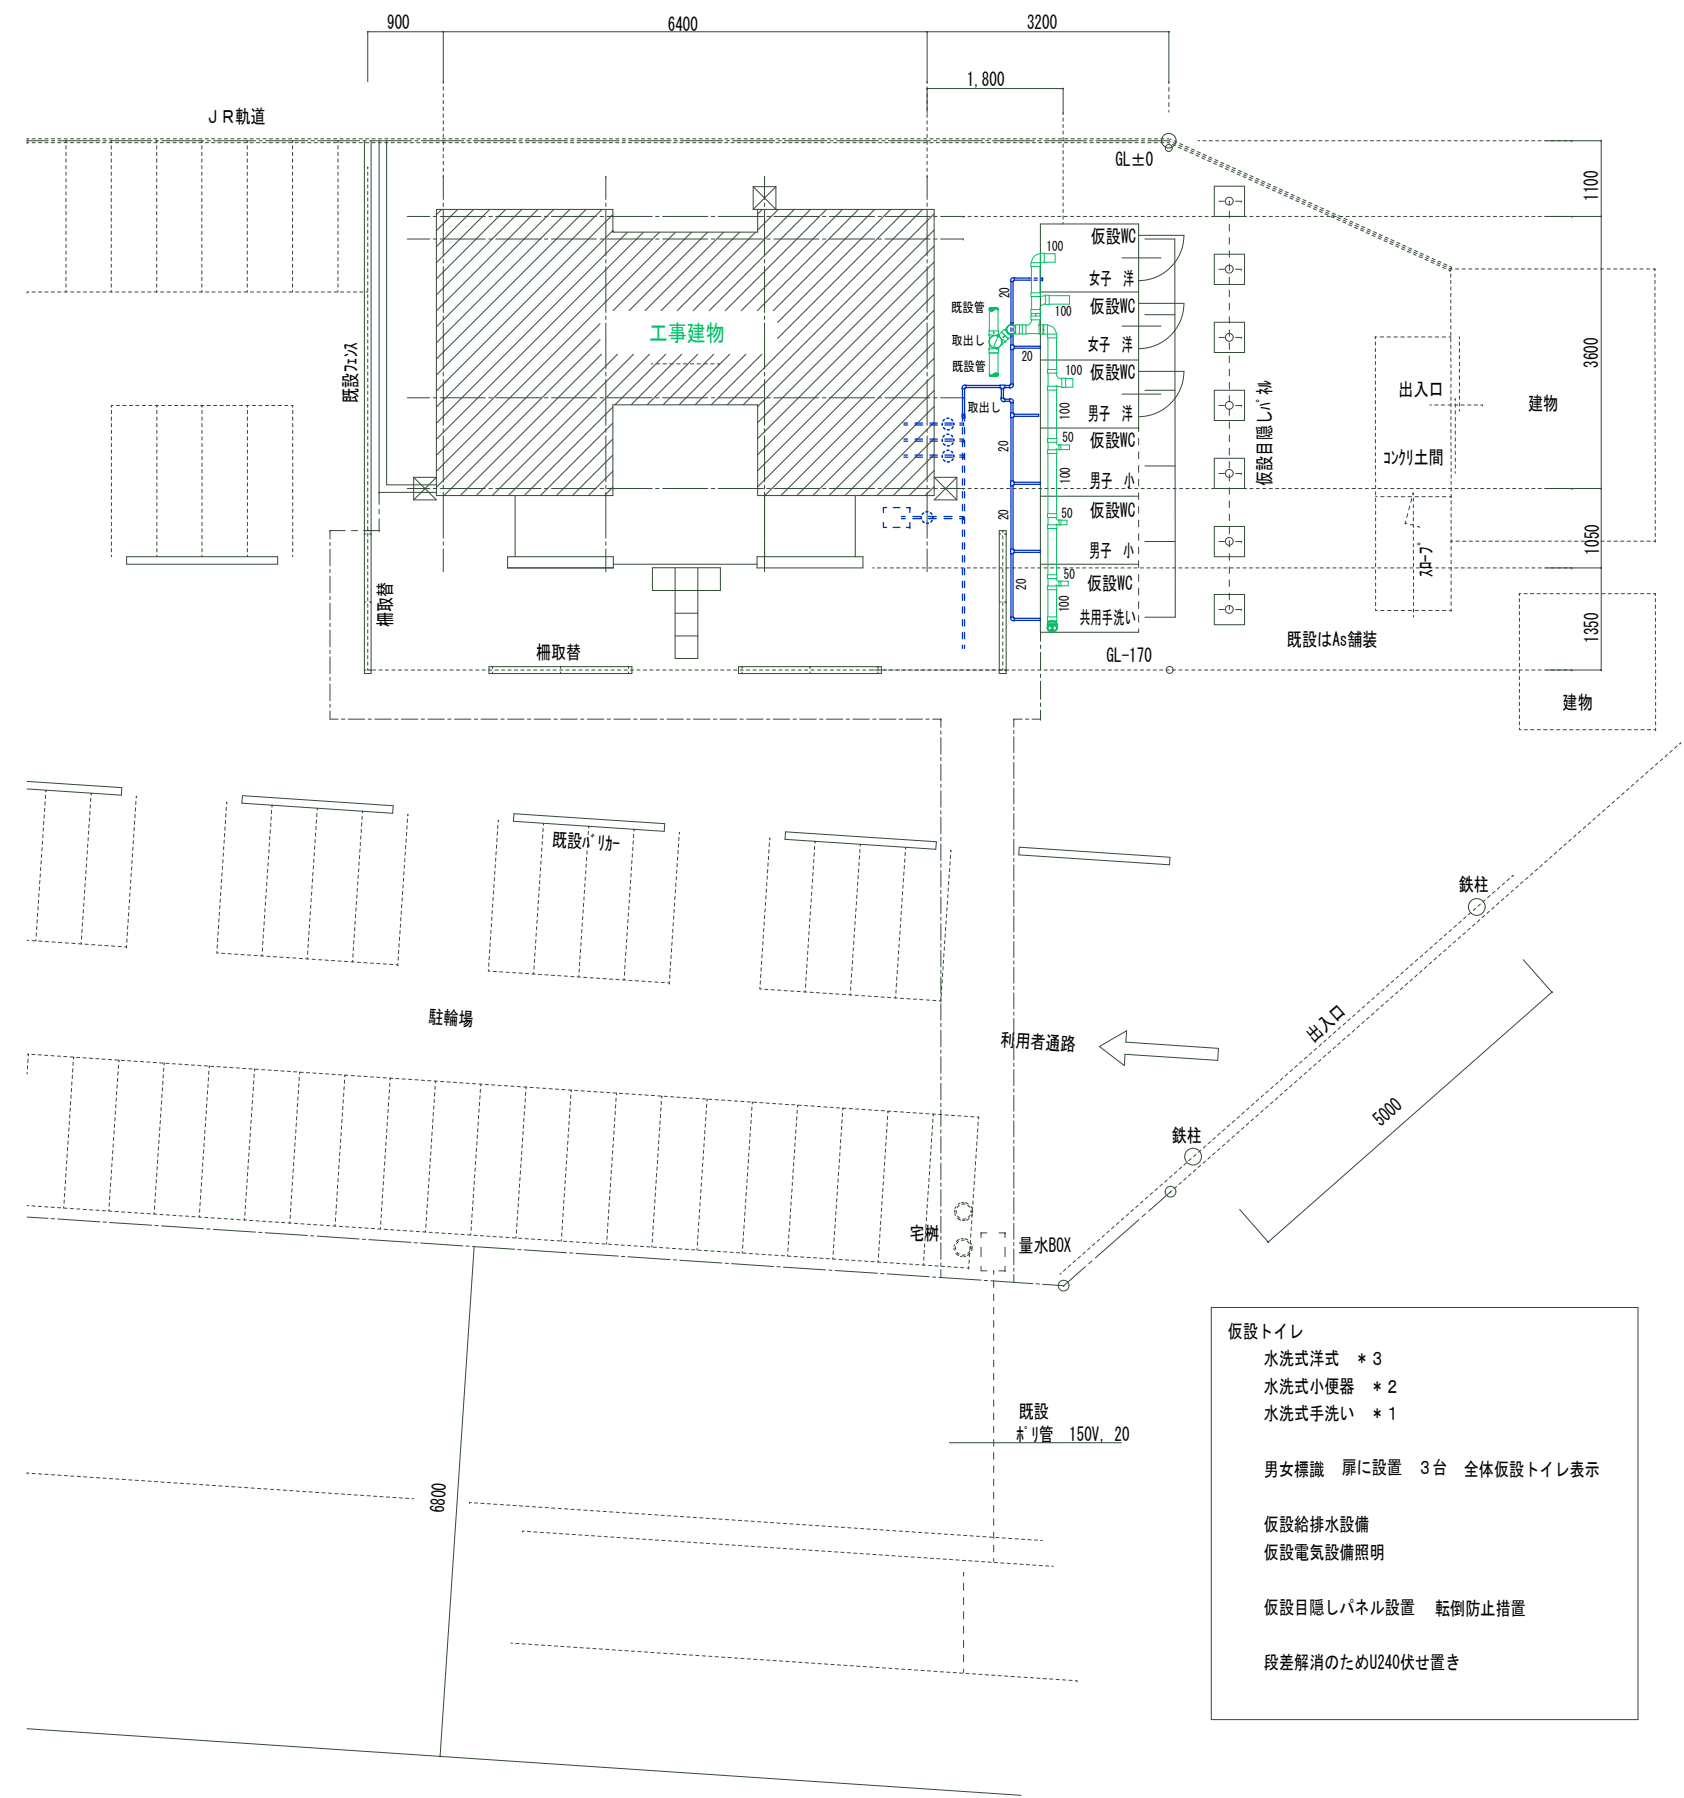 900
6400
3200
1,800
ＪＲ軌道
GL±0
1100
仮設WC
100
女子 洋
20
既設管
仮設WC
100
工事建物
取出し
女子 洋
20
3600
既設管
既設ﾌｪﾝｽ
100
仮設WC
取出し
100
男子 洋
仮設目隠しﾊﾟﾈﾙ
出入口
建物
20
50
仮設WC
ｺﾝｸﾘ土間
100
男子 小
20
50
仮設WC
1050
男子 小
ｽﾛｰﾌﾟ
柵取替
20
50
仮設WC
100
共用手洗い
1350
柵取替
GL-170
既設はAs舗装
建物
既設ﾊﾞﾘｶｰ
鉄柱
駐輪場
利用者通路
出入口
5000
鉄柱
宅桝
量水BOX
仮設トイレ
水洗式洋式 ＊３
水洗式小便器 ＊２
水洗式手洗い ＊１
男女標識 扉に設置 ３台 全体仮設トイレ表示
仮設給排水設備
仮設電気設備照明
仮設目隠しパネル設置 転倒防止措置
段差解消のためU240伏せ置き
既設
ﾎﾟﾘ管 150V, 20
6800